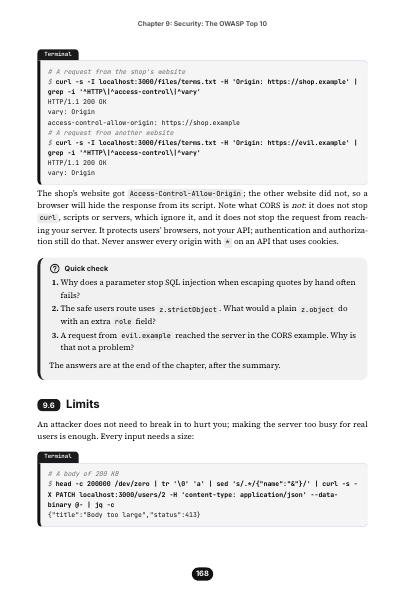 Chapter 9: Security: The OWASP Top 10
Terminal
# A request from the shop's website
$ curl -s -I localhost:3000/files/terms.txt -H 'Origin: https://shop.example' |
grep -i '^HTTP\|^access-control\|^vary'
HTTP/1.1 200 OK
vary: Origin
access-control-allow-origin: https://shop.example
# A request from another website
$ curl -s -I localhost:3000/files/terms.txt -H 'Origin: https://evil.example' |
grep -i '^HTTP\|^access-control\|^vary'
HTTP/1.1 200 OK
vary: Origin
The shop's website got Access-Control-Allow-Origin; the other website did not, so a
browser will hide the response from its script. Note what CORS is not: it does not stop
curl, scripts or servers, which ignore it, and it does not stop the request from reach-
ing your server. It protects users' browsers, not your API; authentication and authoriza-
tion still do that. Never answer every origin with * on an API that uses cookies.
Quick check
1. Why does a parameter stop SQL injection when escaping quotes by hand often
fails?
2. The safe users route uses z.strictObject. What would a plain z.object do
with an extra role field?
3. A request from evil.example reached the server in the CORS example. Why is
that not a problem?
The answers are at the end of the chapter, after the summary.
9.6 Limits
An attacker does not need to break in to hurt you; making the server too busy for real
users is enough. Every input needs a size:
Terminal
# A body of 200 KB
$ head -c 200000 /dev/zero | tr '\0' 'a' | sed 's/.*/{"name":"&"}/' | curl -s -
X PATCH localhost:3000/users/2 -H 'content-type: application/json' --data-
binary @- | jq -c
{"title":"Body too large","status":413}
168